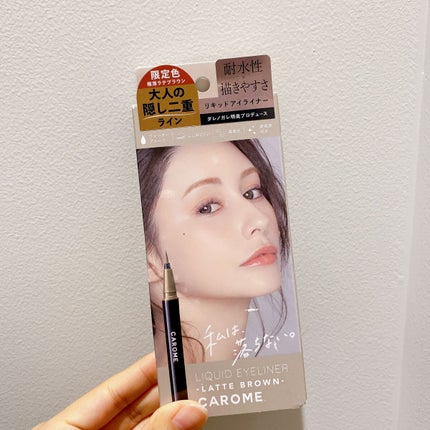 限定色
大人の
隠し二重
ライン
耐水性
描きやすさ
リキッドアイライナー
ダレノガレ明美プロデュース
私は、
落ちない。
CAROME
LIQUID EYELINER
-LATTE BROWN-
CAROME.